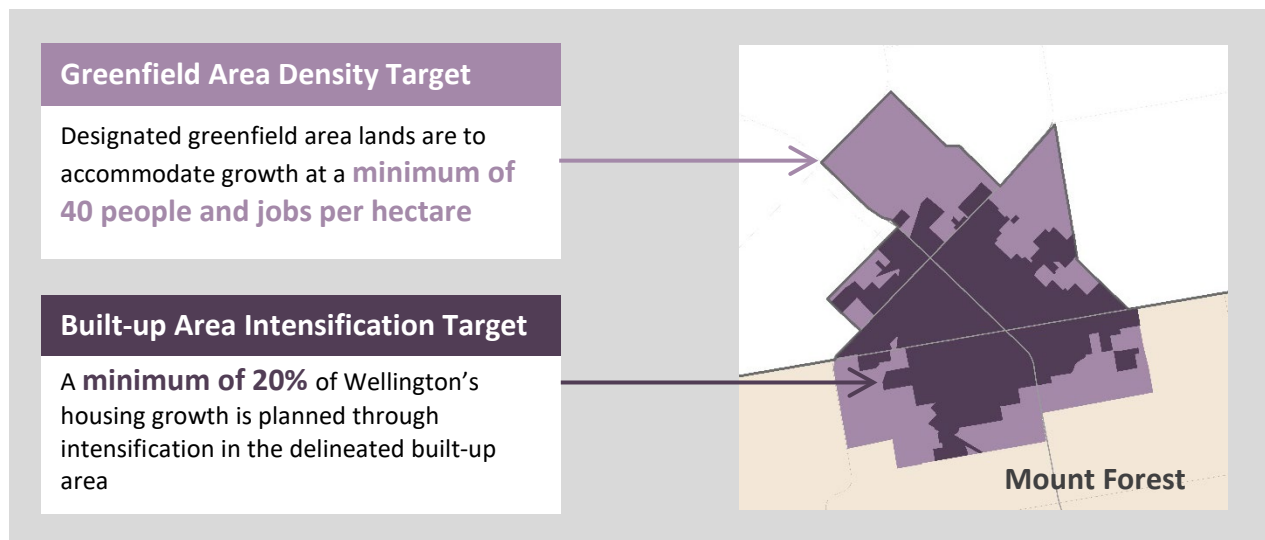 Greenfield Area Density Target
Designated greenfield area lands are to
accommodate growth at a minimum of
40 people and jobs per hectare
Built-up Area Intensification Target
A minimum of 20% of Wellington’s
housing growth is planned through
intensification in the delineated built-up
area
Mount Forest